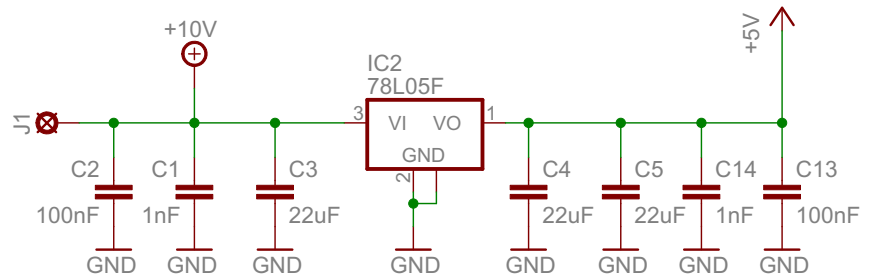 +10V
+5V
J1
IC2
78L05F
3
VI
VO
1
GND
2
C2
100nF
C1
1nF
C3
22uF
C4
22uF
C5
22uF
C14
1nF
C13
100nF
GND
GND
GND
GND
GND
GND
GND
GND